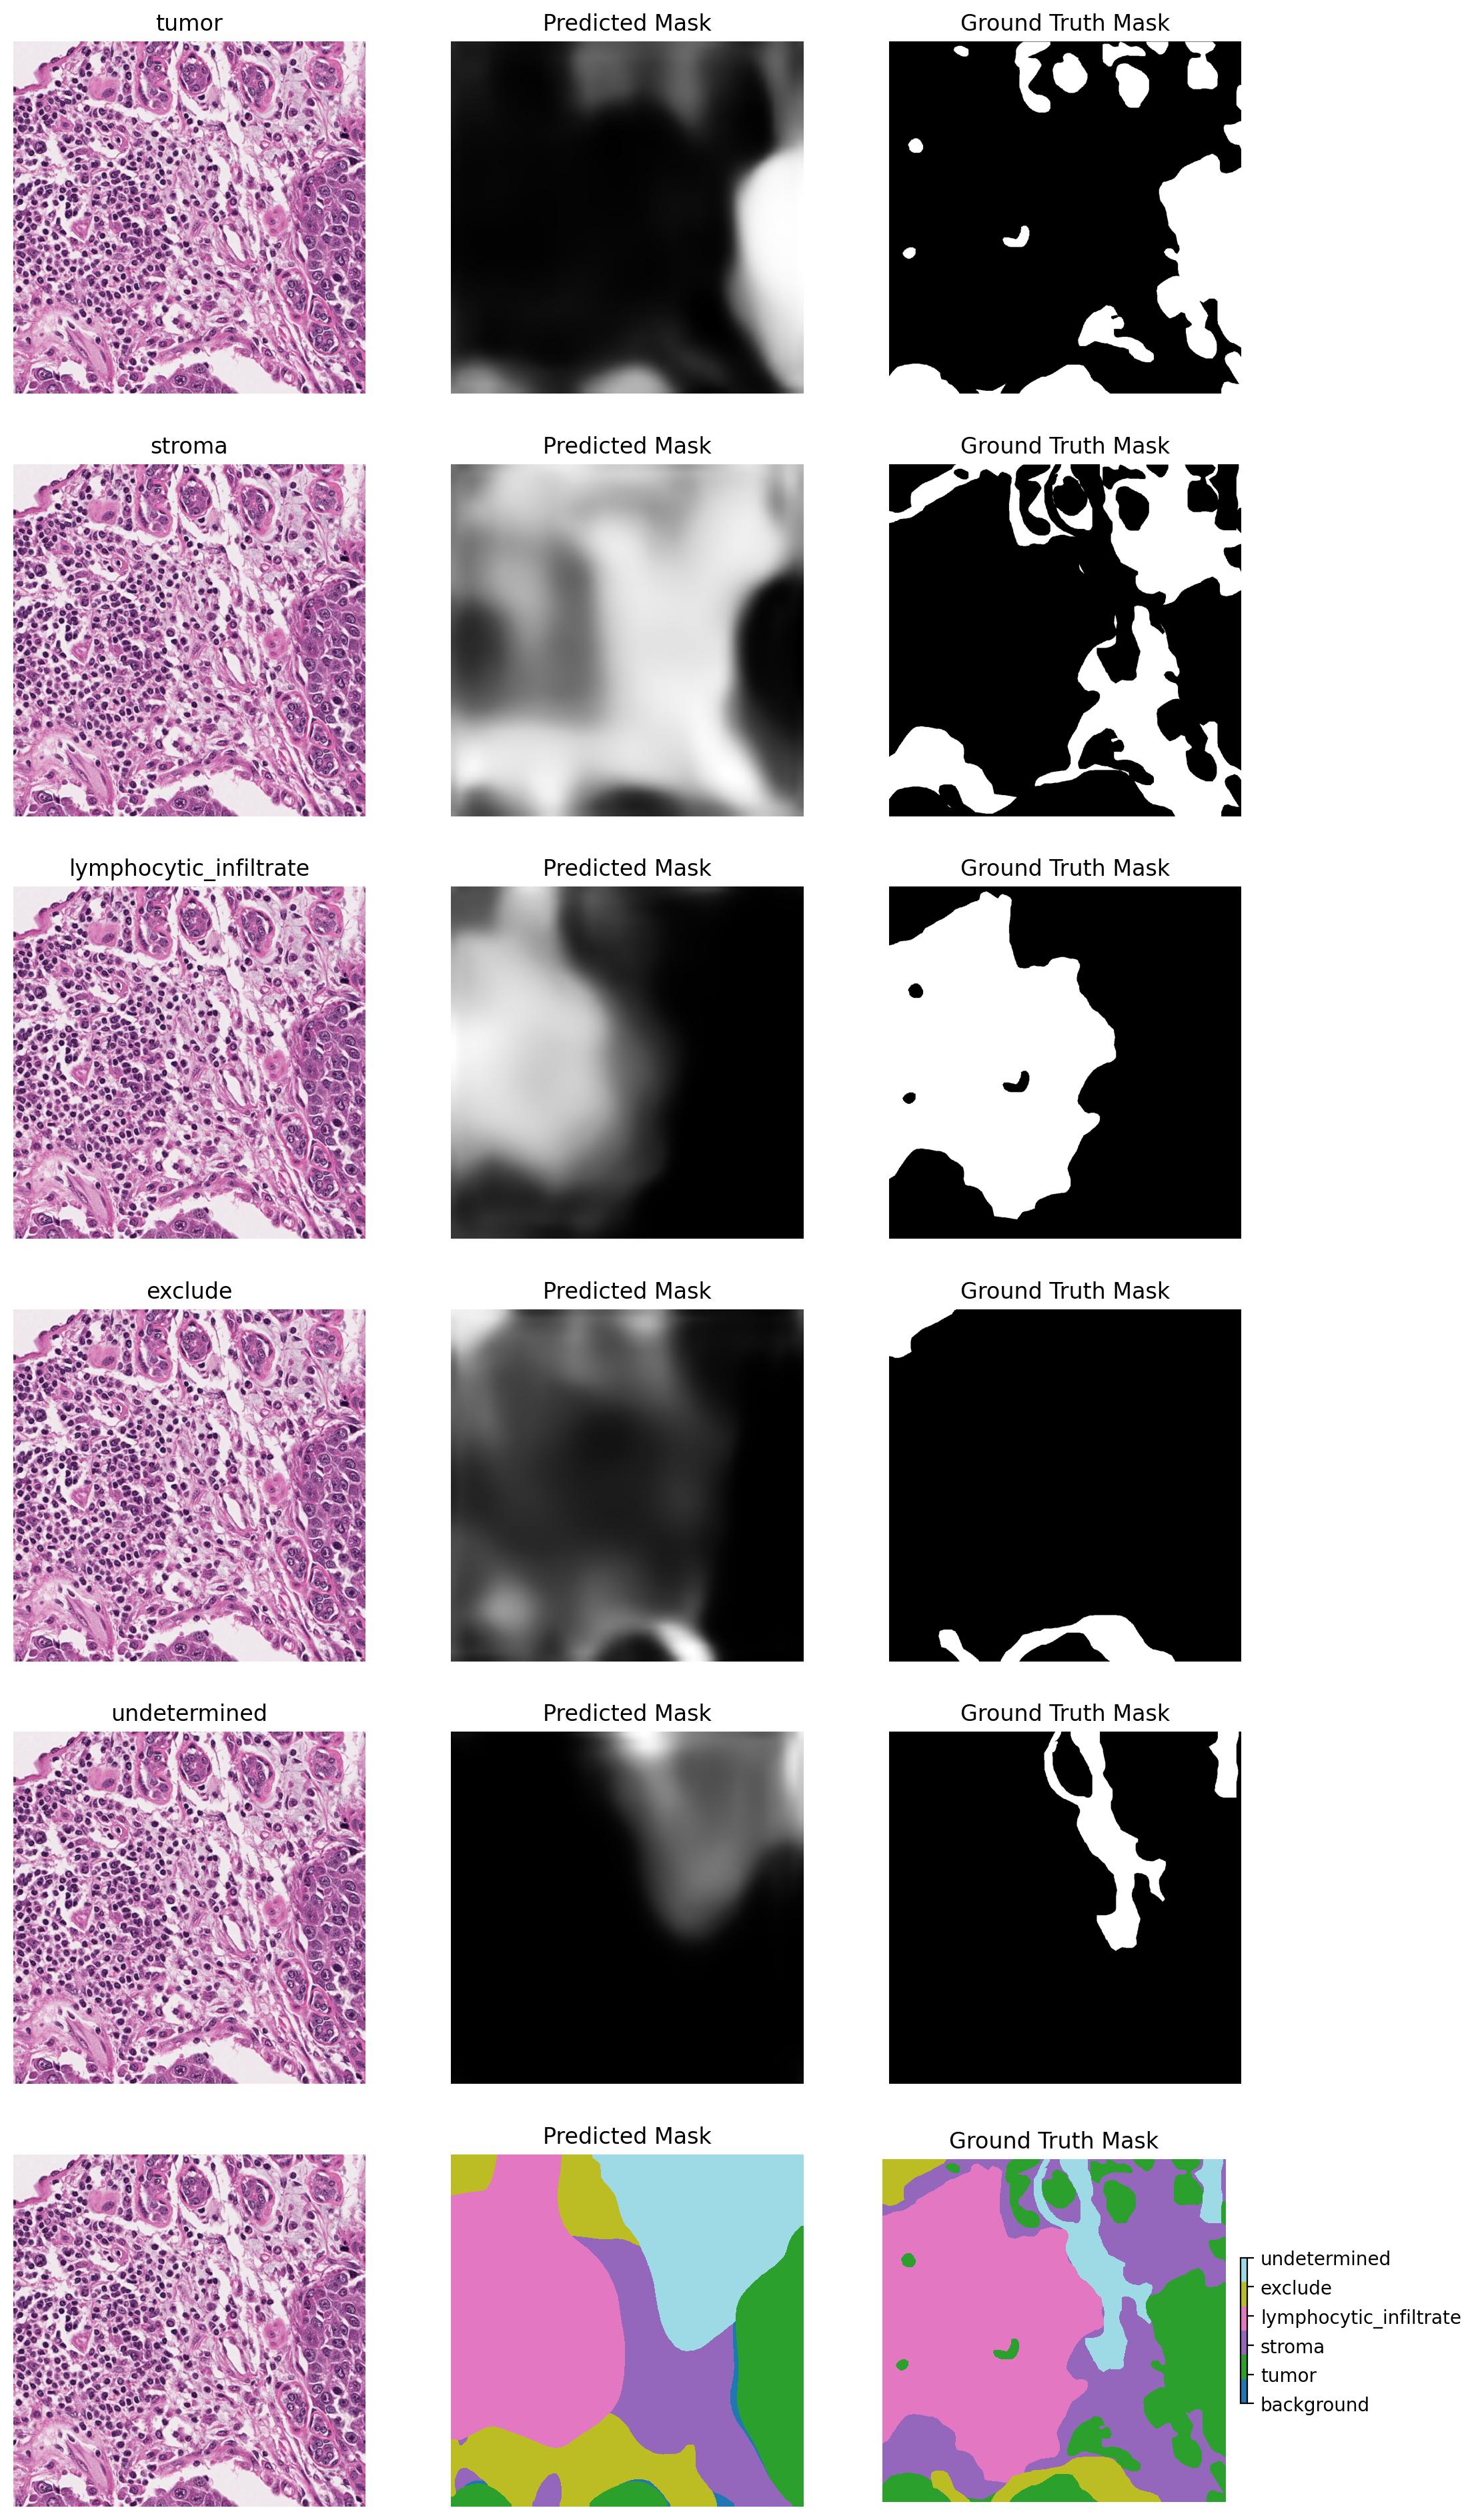 tumor
Predicted Mask
Ground Truth Mask
stroma
Predicted Mask
Ground Truth Mask
lymphocytic_infiltrate
Predicted Mask
Ground Truth Mask
exclude
Predicted Mask
Ground Truth Mask
undetermined
Predicted Mask
Ground Truth Mask
Predicted Mask
Ground Truth Mask
undetermined
exclude
lymphocytic_infiltrate
stroma
tumor
background